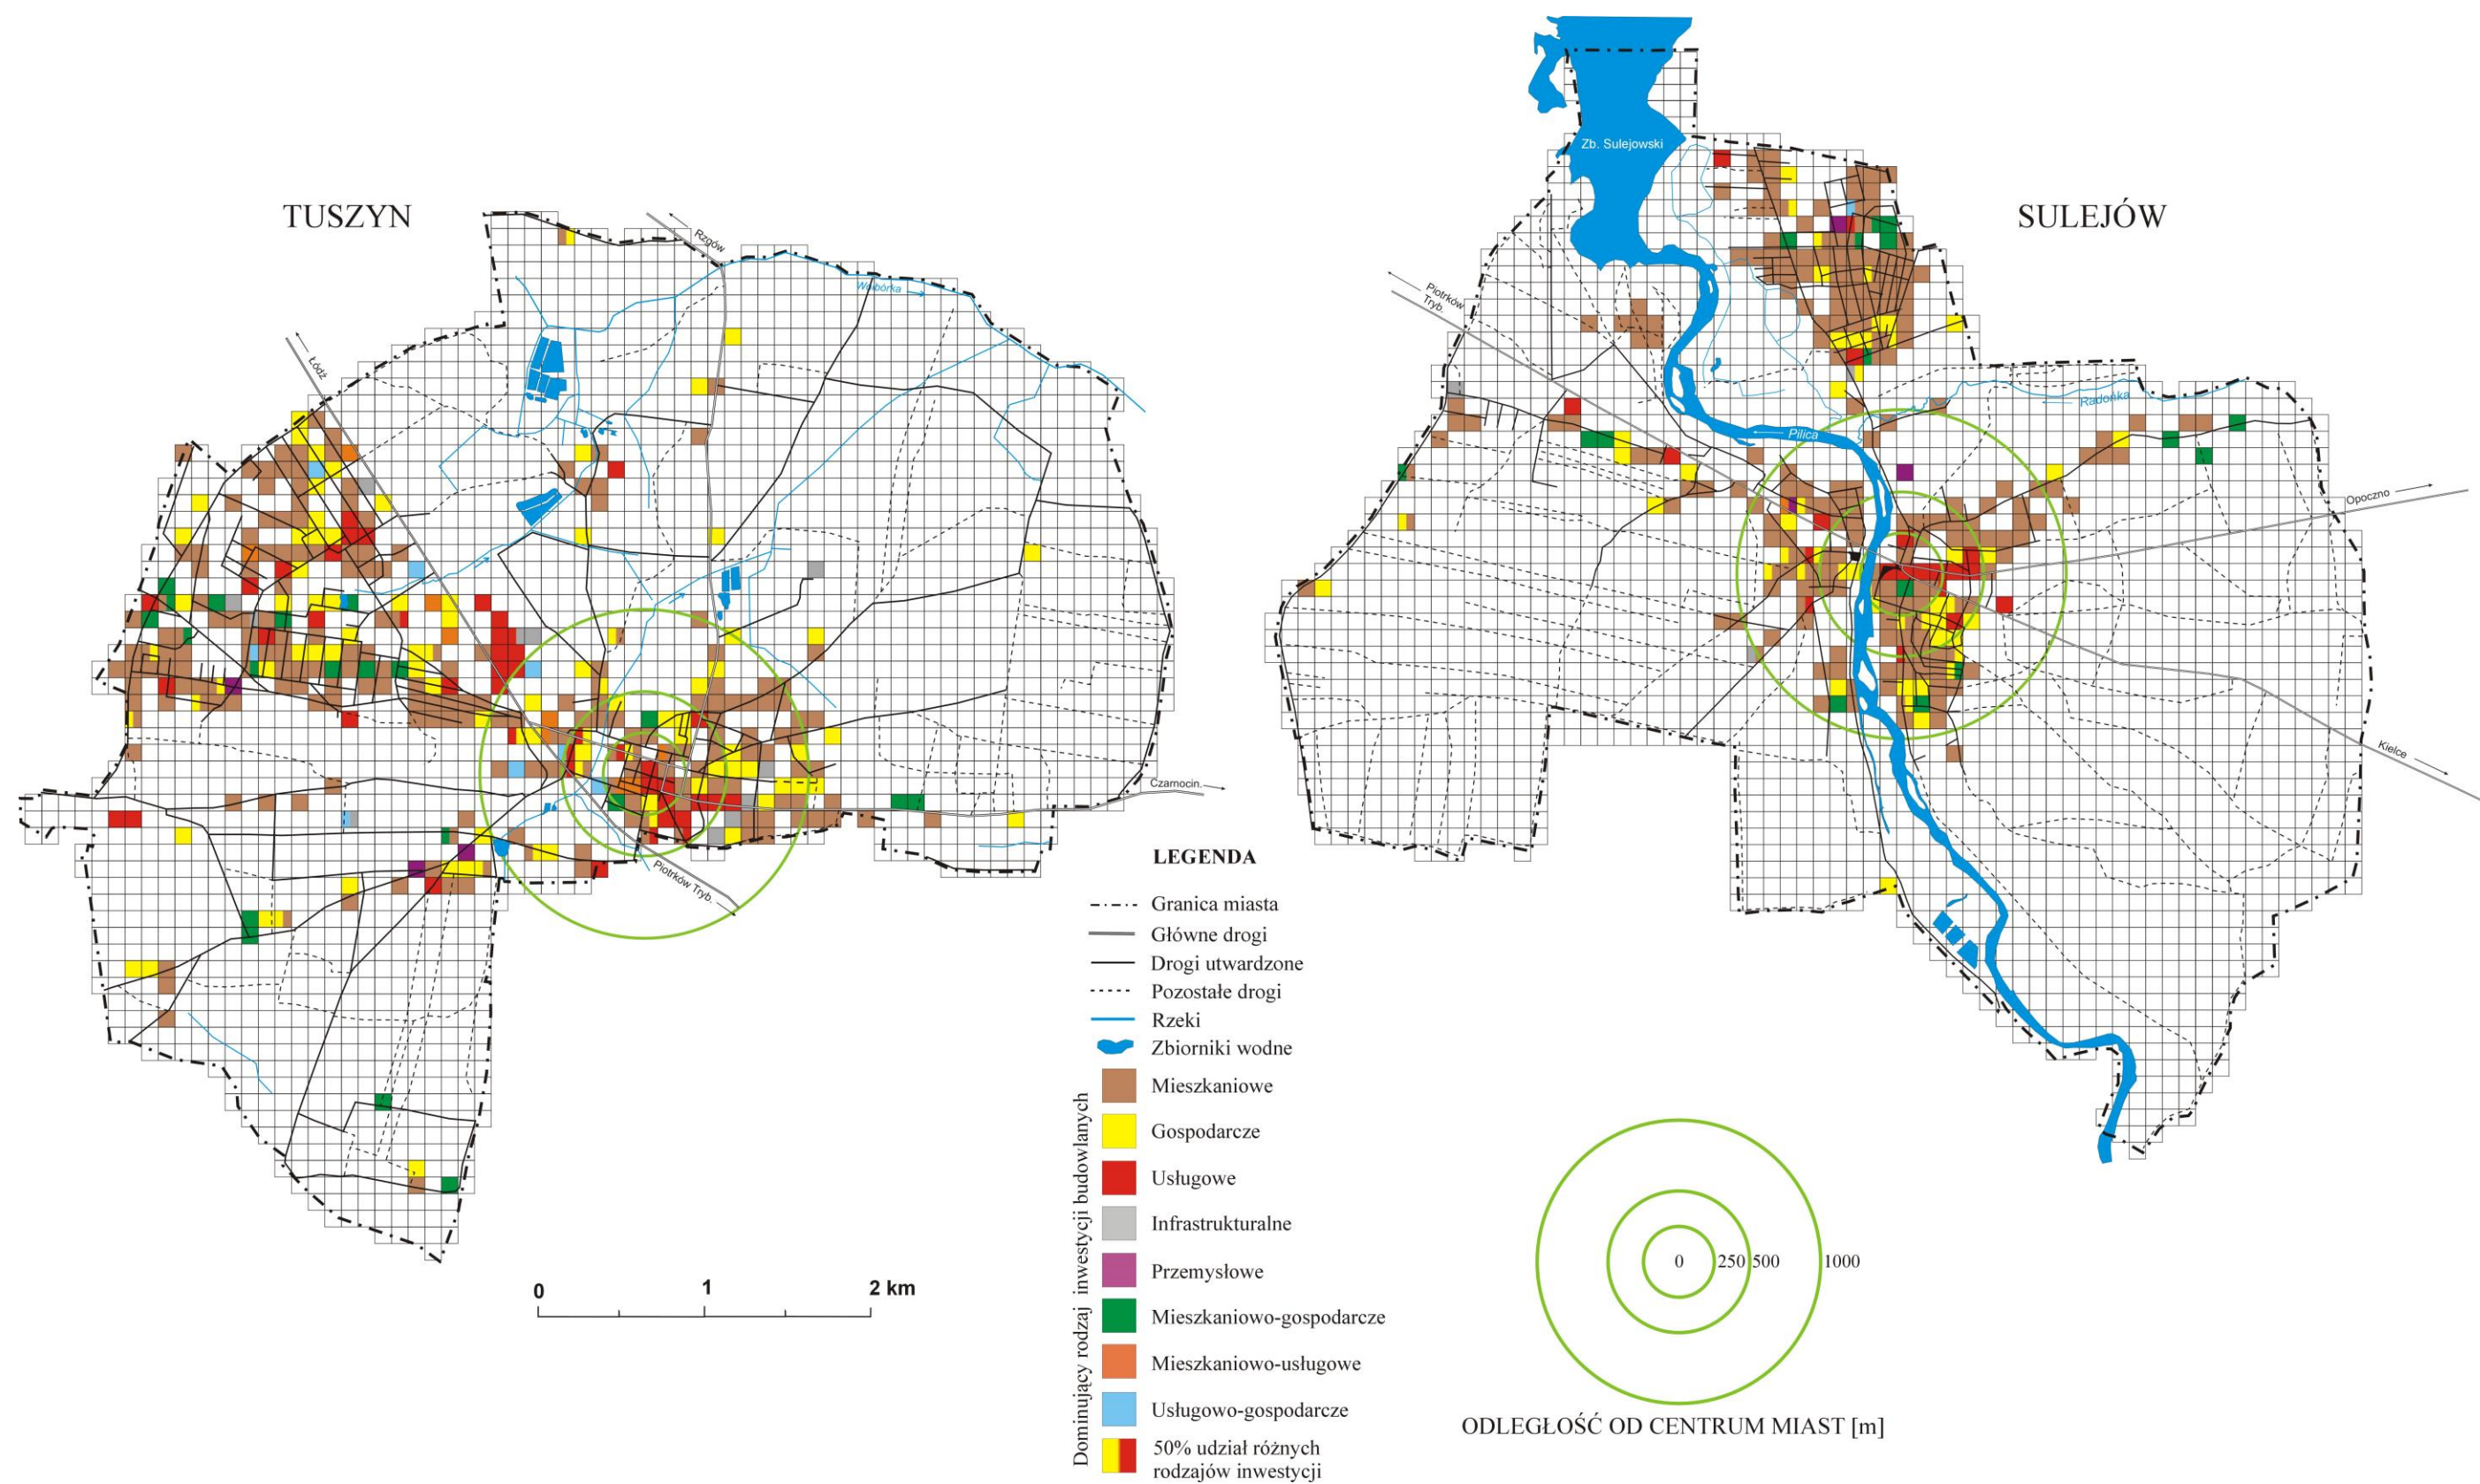 TUSZYN
SULEJÓW
Zb. Sulejowski
Rzgów
Wolbórka
Łódź
Piotrków
Tryb.
Radońka
Pilica
Opoczno
Kielce
Czarnocin.
Piotrków Tryb.
LEGENDA
Granica miasta
Główne drogi
Drogi utwardzone
Pozostałe drogi
Rzeki
Zbiorniki wodne
Dominujący rodzaj inwestycji budowlanych
Mieszkaniowe
Gospodarcze
Usługowe
Infrastrukturalne
Przemysłowe
Mieszkaniowo-gospodarcze
Mieszkaniowo-usługowe
Usługowo-gospodarcze
50% udział różnych
rodzajów inwestycji
0 1 2 km
0 250 500 1000
ODLEGŁOŚĆ OD CENTRUM MIAST [m]